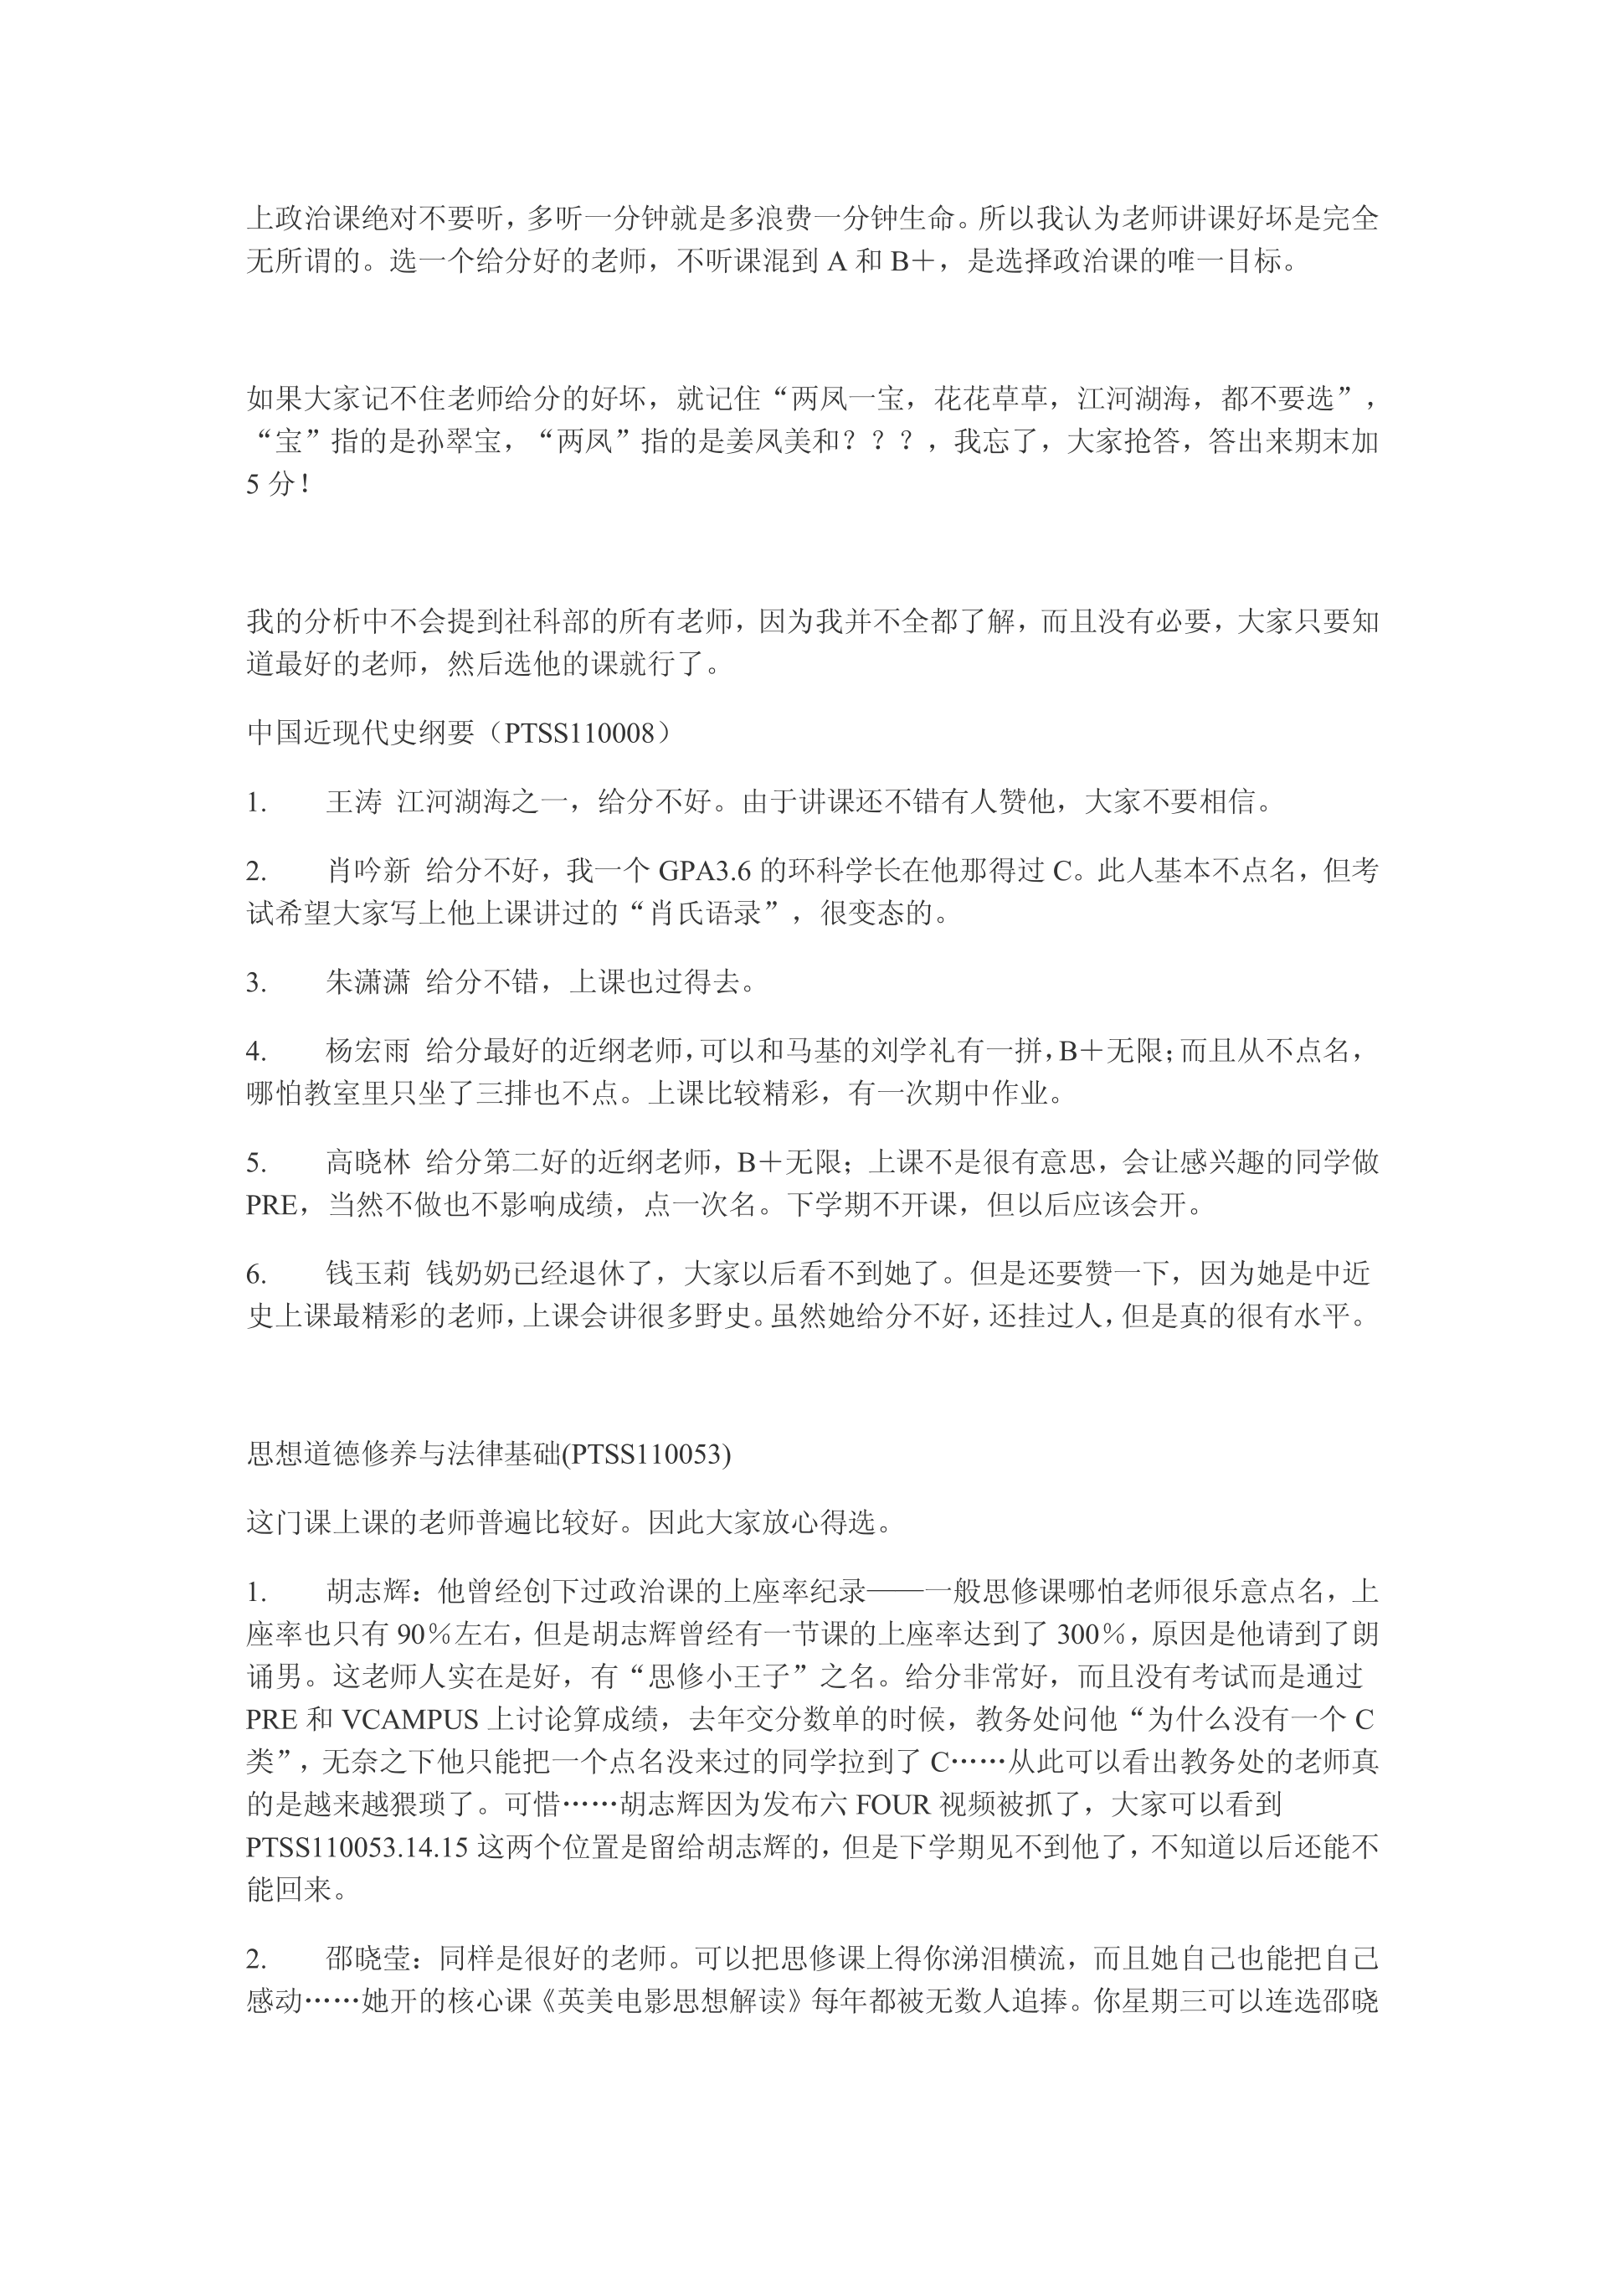 上政治课绝对不要听，多听一分钟就是多浪费一分钟生命。所以我认为老师讲课好坏是完全
无所谓的。选一个给分好的老师，不听课混到 A 和 B＋，是选择政治课的唯一目标。
如果大家记不住老师给分的好坏，就记住“两凤一宝，花花草草，江河湖海，都不要选”，
“宝”指的是孙翠宝，“两凤”指的是姜凤美和？？？，我忘了，大家抢答，答出来期末加
5 分！
我的分析中不会提到社科部的所有老师，因为我并不全都了解，而且没有必要，大家只要知
道最好的老师，然后选他的课就行了。
中国近现代史纲要（PTSS110008）
1. 王涛 江河湖海之一，给分不好。由于讲课还不错有人赞他，大家不要相信。
2. 肖吟新 给分不好，我一个 GPA3.6 的环科学长在他那得过 C。此人基本不点名，但考
试希望大家写上他上课讲过的“肖氏语录”，很变态的。
3. 朱潇潇 给分不错，上课也过得去。
4. 杨宏雨 给分最好的近纲老师，可以和马基的刘学礼有一拼，B＋无限；而且从不点名，
哪怕教室里只坐了三排也不点。上课比较精彩，有一次期中作业。
5. 高晓林 给分第二好的近纲老师，B＋无限；上课不是很有意思，会让感兴趣的同学做
PRE，当然不做也不影响成绩，点一次名。下学期不开课，但以后应该会开。
6. 钱玉莉 钱奶奶已经退休了，大家以后看不到她了。但是还要赞一下，因为她是中近
史上课最精彩的老师，上课会讲很多野史。虽然她给分不好，还挂过人，但是真的很有水平。
思想道德修养与法律基础(PTSS110053)
这门课上课的老师普遍比较好。因此大家放心得选。
1. 胡志辉：他曾经创下过政治课的上座率纪录——一般思修课哪怕老师很乐意点名，上
座率也只有 90％左右，但是胡志辉曾经有一节课的上座率达到了 300％，原因是他请到了朗
诵男。这老师人实在是好，有“思修小王子”之名。给分非常好，而且没有考试而是通过
PRE 和 VCAMPUS 上讨论算成绩，去年交分数单的时候，教务处问他“为什么没有一个 C
类”，无奈之下他只能把一个点名没来过的同学拉到了 C……从此可以看出教务处的老师真
的是越来越猥琐了。可惜……胡志辉因为发布六 FOUR 视频被抓了，大家可以看到
PTSS110053.14.15 这两个位置是留给胡志辉的，但是下学期见不到他了，不知道以后还能不
能回来。
2. 邵晓莹：同样是很好的老师。可以把思修课上得你涕泪横流，而且她自己也能把自己
感动……她开的核心课《英美电影思想解读》每年都被无数人追捧。你星期三可以连选邵晓